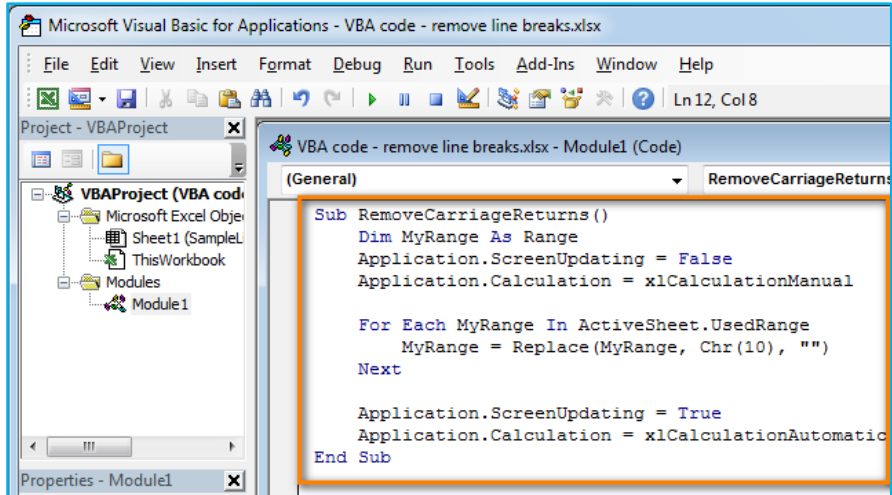 Microsoft Visual Basic for Applications - VBA code - remove line breaks.xlsx
File Edit View Insert Format Debug Run Tools Add-Ins Window Help
Ln 12, Col 8
Project - VBAProject
VBA code - remove line breaks.xlsx - Module1 (Code)
(General) RemoveCarriageReturns
VBAProject (VBA code
Microsoft Excel Obje
Sheet1 (SampleL
ThisWorkbook
Modules
Module1
Sub RemoveCarriageReturns()
Dim MyRange As Range
Application.ScreenUpdating = False
Application.Calculation = xlCalculationManual
For Each MyRange In ActiveSheet.UsedRange
MyRange = Replace(MyRange, Chr(10), "")
Next
Application.ScreenUpdating = True
Application.Calculation = xlCalculationAutomatic
End Sub
Properties - Module1